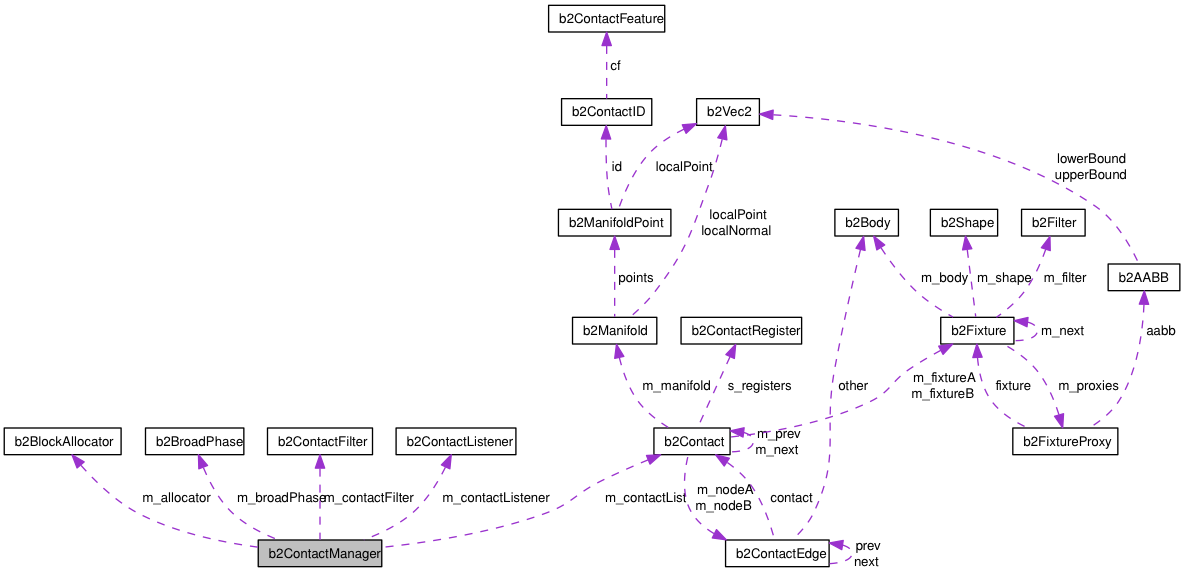 b2ContactFeature
cf
b2ContactID
b2Vec2
id
localPoint
lowerBound
upperBound
b2ManifoldPoint
localPoint
localNormal
b2Body
b2Shape
b2Filter
b2AABB
points
m_body
m_shape
m_filter
b2Manifold
b2ContactRegister
b2Fixture
m_next
aabb
m_manifold
s_registers
other
m_fixtureA
m_fixtureB
fixture
m_proxies
b2BlockAllocator
b2BroadPhase
b2ContactFilter
b2ContactListener
b2Contact
m_prev
m_next
b2FixtureProxy
m_allocator
m_broadPhase
m_contactFilter
m_contactListener
m_contactList
m_nodeA
m_nodeB
contact
b2ContactManager
b2ContactEdge
prev
next